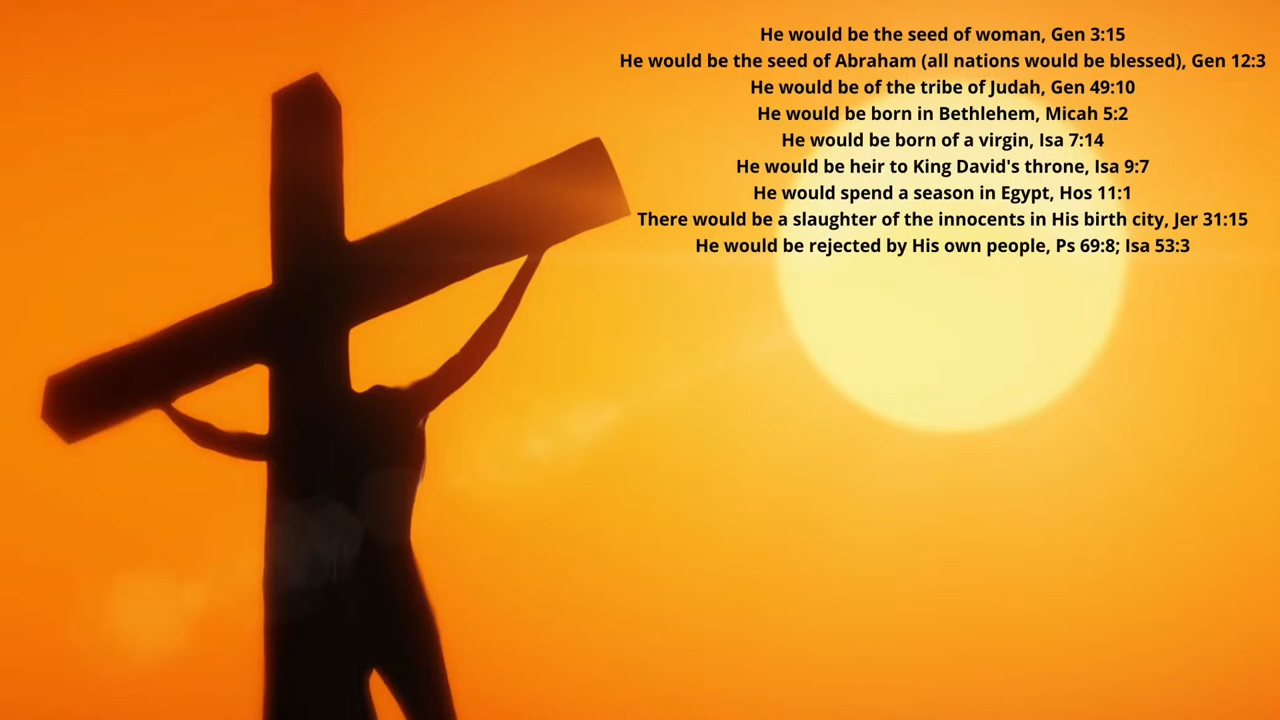 He would be the seed of woman, Gen 3:15
He would be the seed of Abraham (all nations would be blessed), Gen 12:3
He would be of the tribe of Judah, Gen 49:10
He would be born in Bethlehem, Micah 5:2
He would be born of a virgin, Isa 7:14
He would be heir to King David's throne, Isa 9:7
He would spend a season in Egypt, Hos 11:1
There would be a slaughter of the innocents in His birth city, Jer 31:15
He would be rejected by His own people, Ps 69:8; Isa 53:3